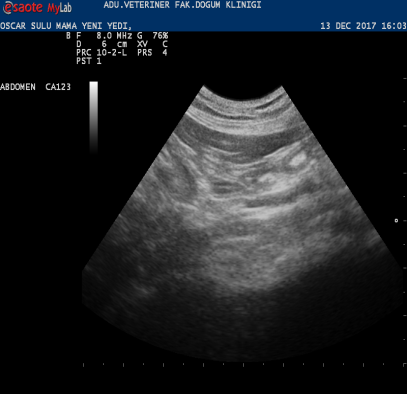 esaote MyLab
ADU.VETERINER FAK.DOGUM KLINIGI
OSCAR SULU MAMA YENI YEDI,
13 DEC 2017 16:03
B F 8.0 MHz G 76%
D 6 cm XV C
PRC 10-2-L PRS 4
PST 1
ABDOMEN CA123